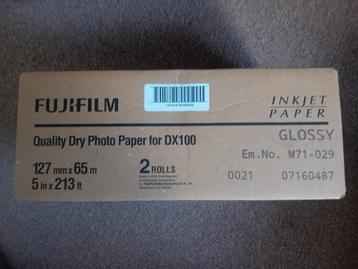 FUJIFILM
INKJET
PAPER
Quality Dry Photo Paper for DX100
GLOSSY
127 mm x 65 m
5 in x 213 ft
2 ROLLS
Em.No. M71-029
0021 07160487